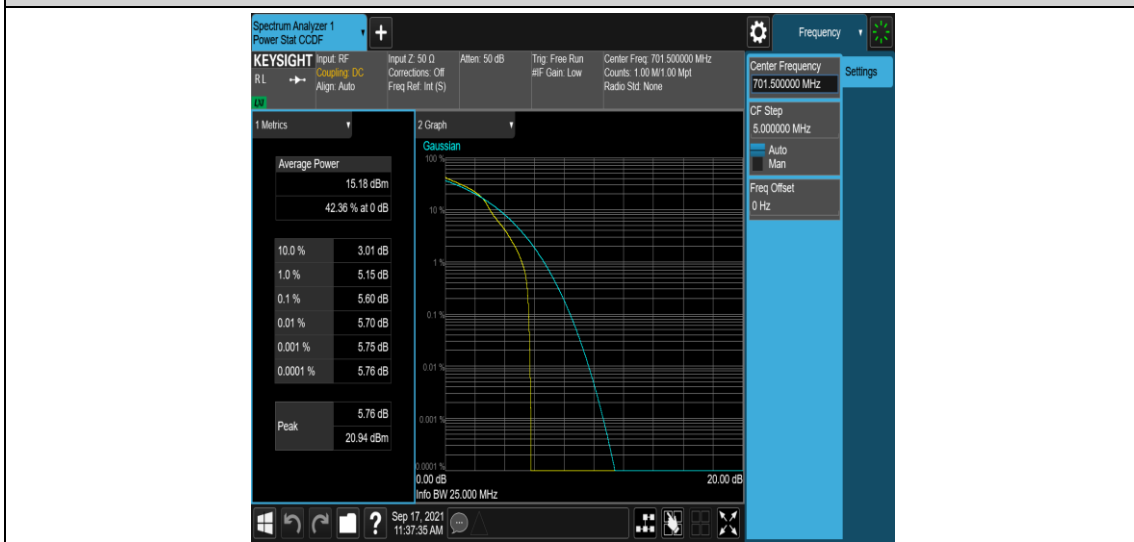 Spectrum Analyzer 1
Power Stat CCDF
Frequency
KEYSIGHT
RL
Input: RF
Coupling: DC
Align: Auto
Input Z: 50 Ω
Corrections: Off
Freq Ref: Int (S)
Atten: 50 dB
Trig: Free Run
#IF Gain: Low
Center Freq: 701.500000 MHz
Counts: 1.00 M/1.00 Mpt
Radio Std: None
Center Frequency
701.500000 MHz
Settings
CF Step
5.000000 MHz
Auto
Man
Freq Offset
0 Hz
1 Metrics
Average Power
15.18 dBm
42.36 % at 0 dB
10.0 % 3.01 dB
1.0 % 5.15 dB
0.1 % 5.60 dB
0.01 % 5.70 dB
0.001 % 5.75 dB
0.0001 % 5.76 dB
Peak
5.76 dB
20.94 dBm
2 Graph
Gaussian
100 %
10 %
1 %
0.1 %
0.01 %
0.001 %
0.0001 %
0.00 dB 20.00 dB
Info BW 25.000 MHz
?
Sep 17, 2021
11:37:35 AM